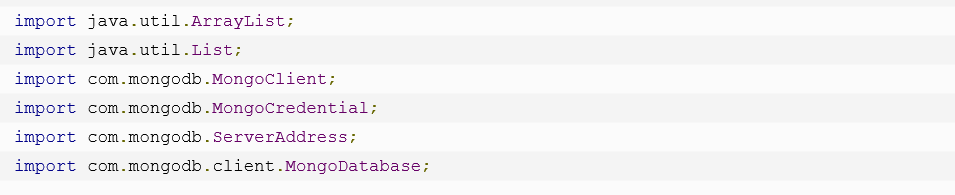 import java.util.ArrayList;
import java.util.List;
import com.mongodb.MongoClient;
import com.mongodb.MongoCredential;
import com.mongodb.ServerAddress;
import com.mongodb.client.MongoDatabase;